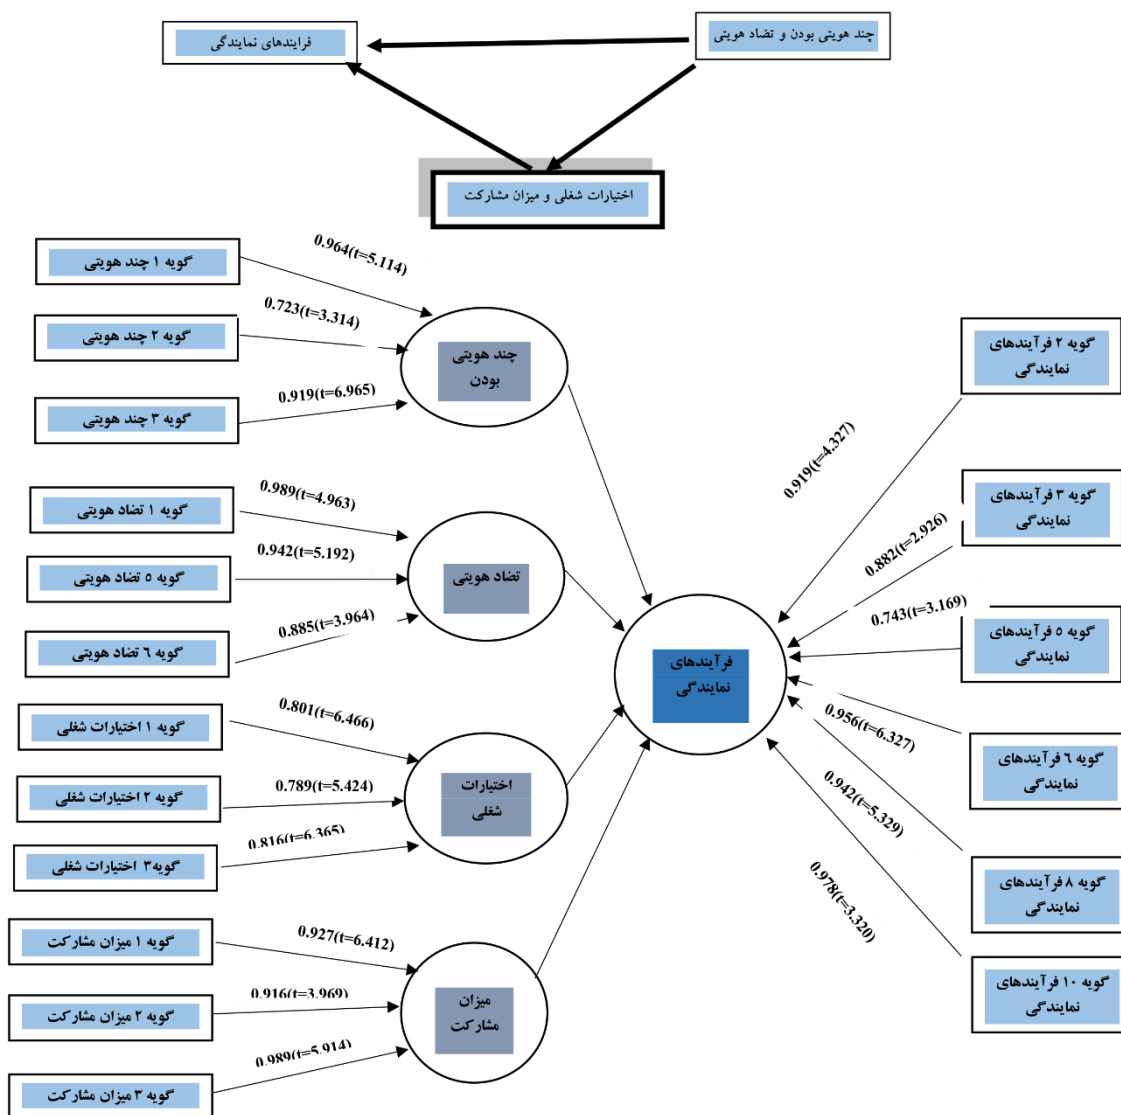 فرایندهای نمایندگی
چند هویتی بودن و تضاد هویتی
اختیارات شغلی و میزان مشارکت
گویه ۱ چند هویتی
0.964(t=5.114)
گویه ۲ چند هویتی
0.723(t=3.314)
گویه ۳ چند هویتی
0.919(t=6.965)
چند هویتی
بودن
گویه ۱ تضاد هویتی
0.989(t=4.963)
گویه ٥ تضاد هویتی
0.942(t=5.192)
گویه ٦ تضاد هویتی
0.885(t=3.964)
تضاد هویتی
گویه ۱ اختیارات شغلی
0.801(t=6.466)
گویه ۲ اختیارات شغلی
0.789(t=5.424)
گویه۳ اختیارات شغلی
0.816(t=6.365)
اختیارات
شغلی
گویه ۱ میزان مشارکت
0.927(t=6.412)
گویه ۲ میزان مشارکت
0.916(t=3.969)
گویه ۳ میزان مشارکت
0.989(t=5.914)
میزان
مشارکت
فرآیندهای
نمایندگی
گویه ۲ فرآیندهای
نمایندگی
0.919(t=4.327)
گویه ۳ فرآیندهای
نمایندگی
0.882(t=2.926)
گویه ٥ فرآیندهای
نمایندگی
0.743(t=3.169)
گویه ٦ فرآیندهای
نمایندگی
0.956(t=6.327)
گویه ۸ فرآیندهای
نمایندگی
0.942(t=5.329)
گویه ۱۰ فرآیندهای
نمایندگی
0.978(t=3.320)